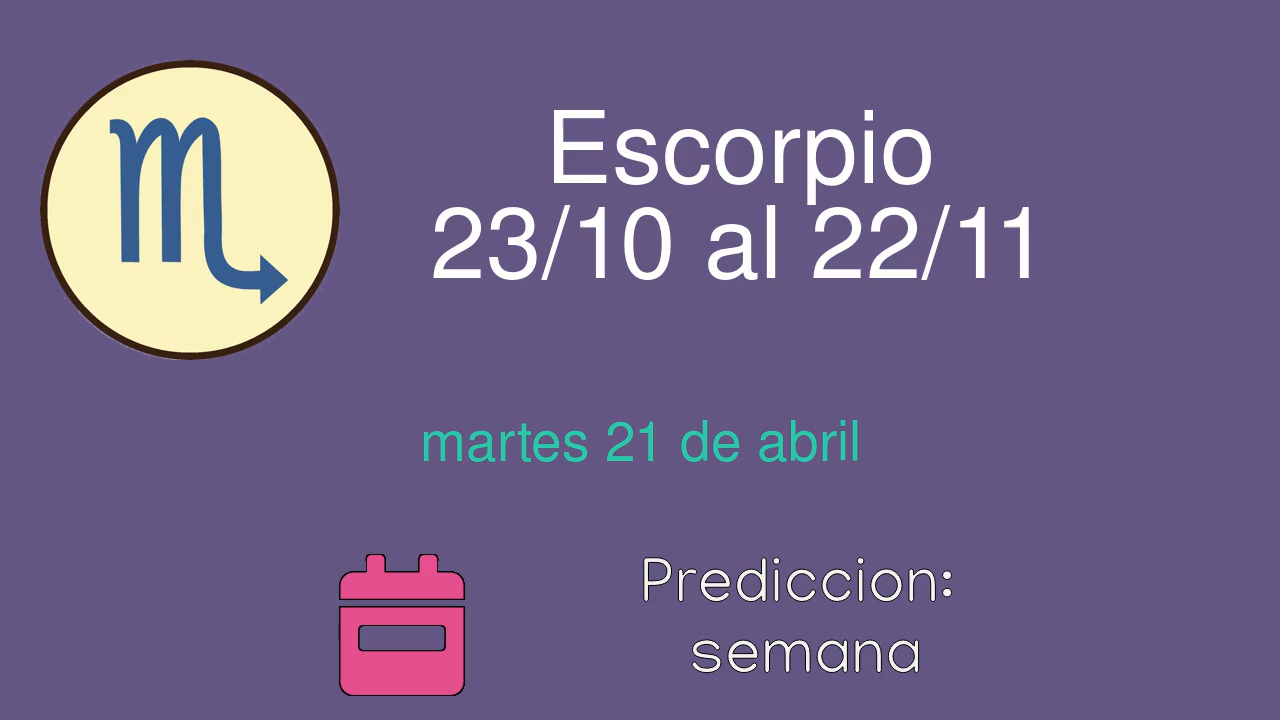 Escorpio
23/10 al 22/11
martes 21 de abril
Prediccion:
semana